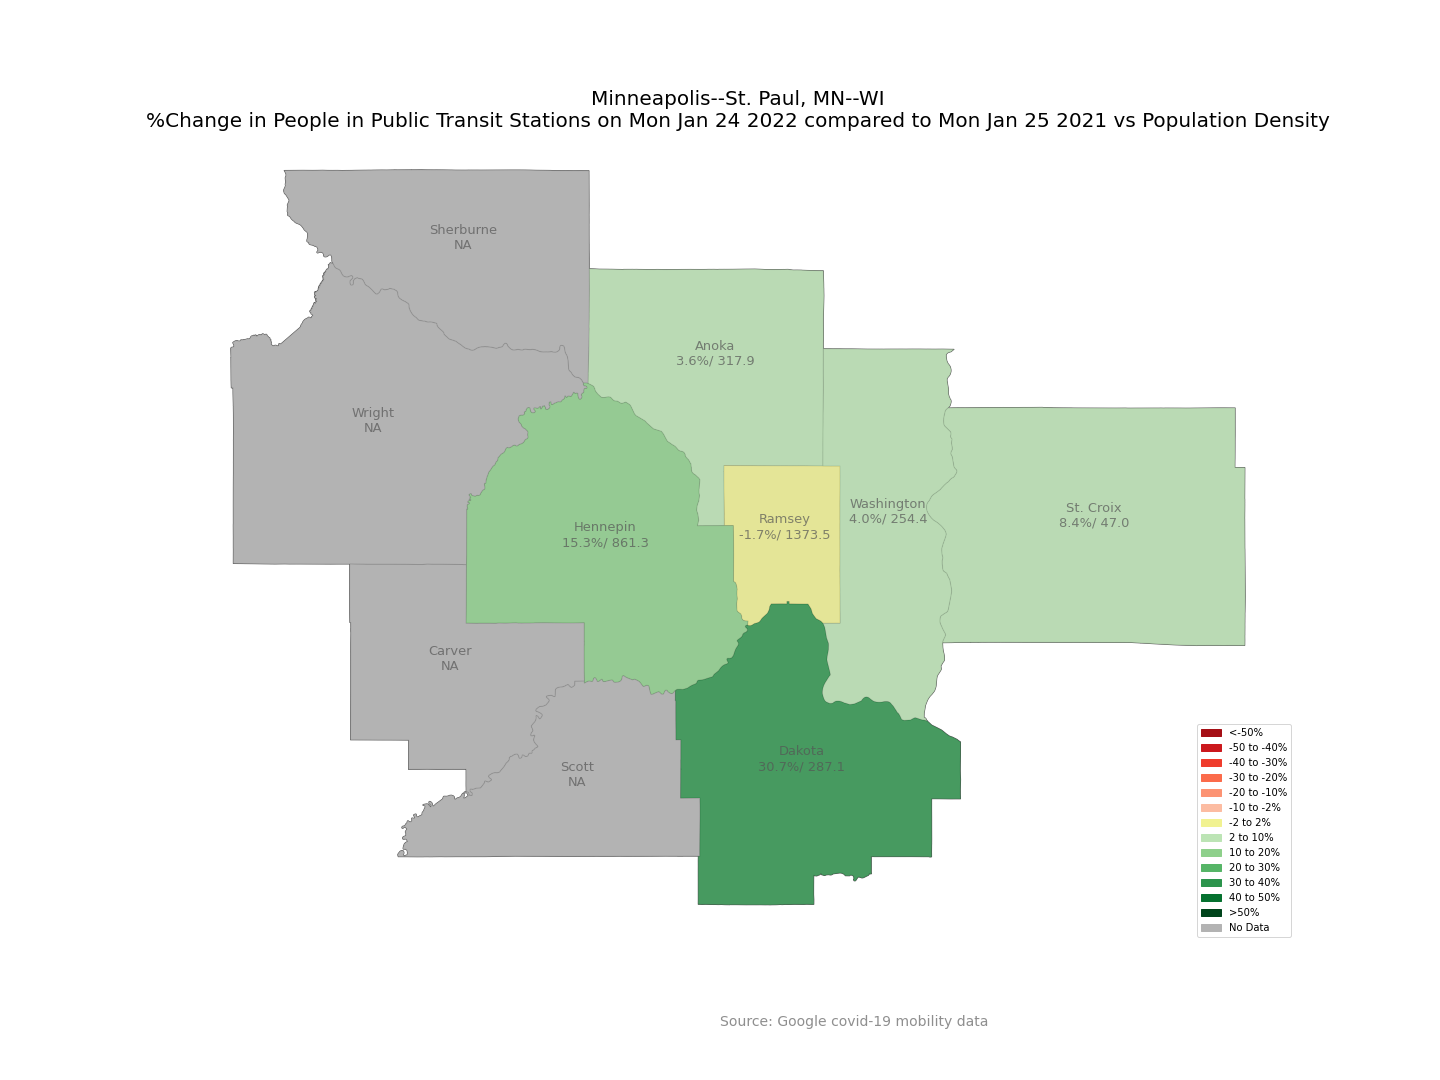 Minneapolis--St. Paul, MN--WI
%Change in People in Public Transit Stations on Mon Jan 24 2022 compared to Mon Jan 25 2021 vs Population Density
Sherburne
NA
Anoka
3.6%/ 317.9
Wright
NA
Washington
4.0%/ 254.4
St. Croix
8.4%/ 47.0
Ramsey
-1.7%/ 1373.5
Hennepin
15.3%/ 861.3
Carver
NA
Dakota
30.7%/ 287.1
Scott
NA
<-50%
-50 to -40%
-40 to -30%
-30 to -20%
-20 to -10%
-10 to -2%
-2 to 2%
2 to 10%
10 to 20%
20 to 30%
30 to 40%
40 to 50%
>50%
No Data
Source: Google covid-19 mobility data